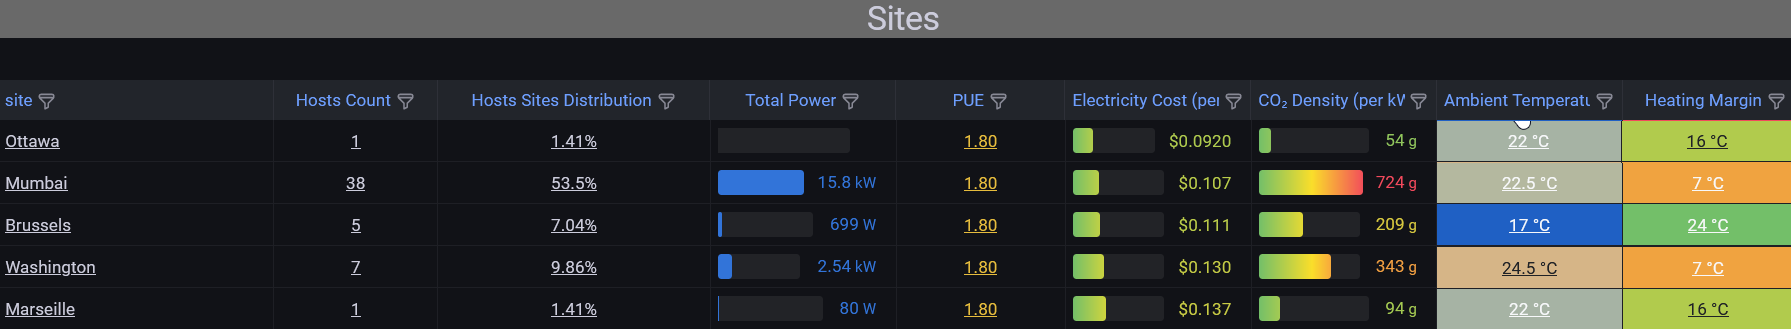 Sites
site Hosts Count Hosts Sites Distribution Total Power PUE Electricity Cost (per CO₂ Density (per kW Ambient Temperatu Heating Margin
Ottawa 1 1.41% 1.80 $0.0920 54 g 22 °C 16 °C
Mumbai 38 53.5% 15.8 kW 1.80 $0.107 724 g 22.5 °C 7 °C
Brussels 5 7.04% 699 W 1.80 $0.111 209 g 17 °C 24 °C
Washington 7 9.86% 2.54 kW 1.80 $0.130 343 g 24.5 °C 7 °C
Marseille 1 1.41% 80 W 1.80 $0.137 94 g 22 °C 16 °C